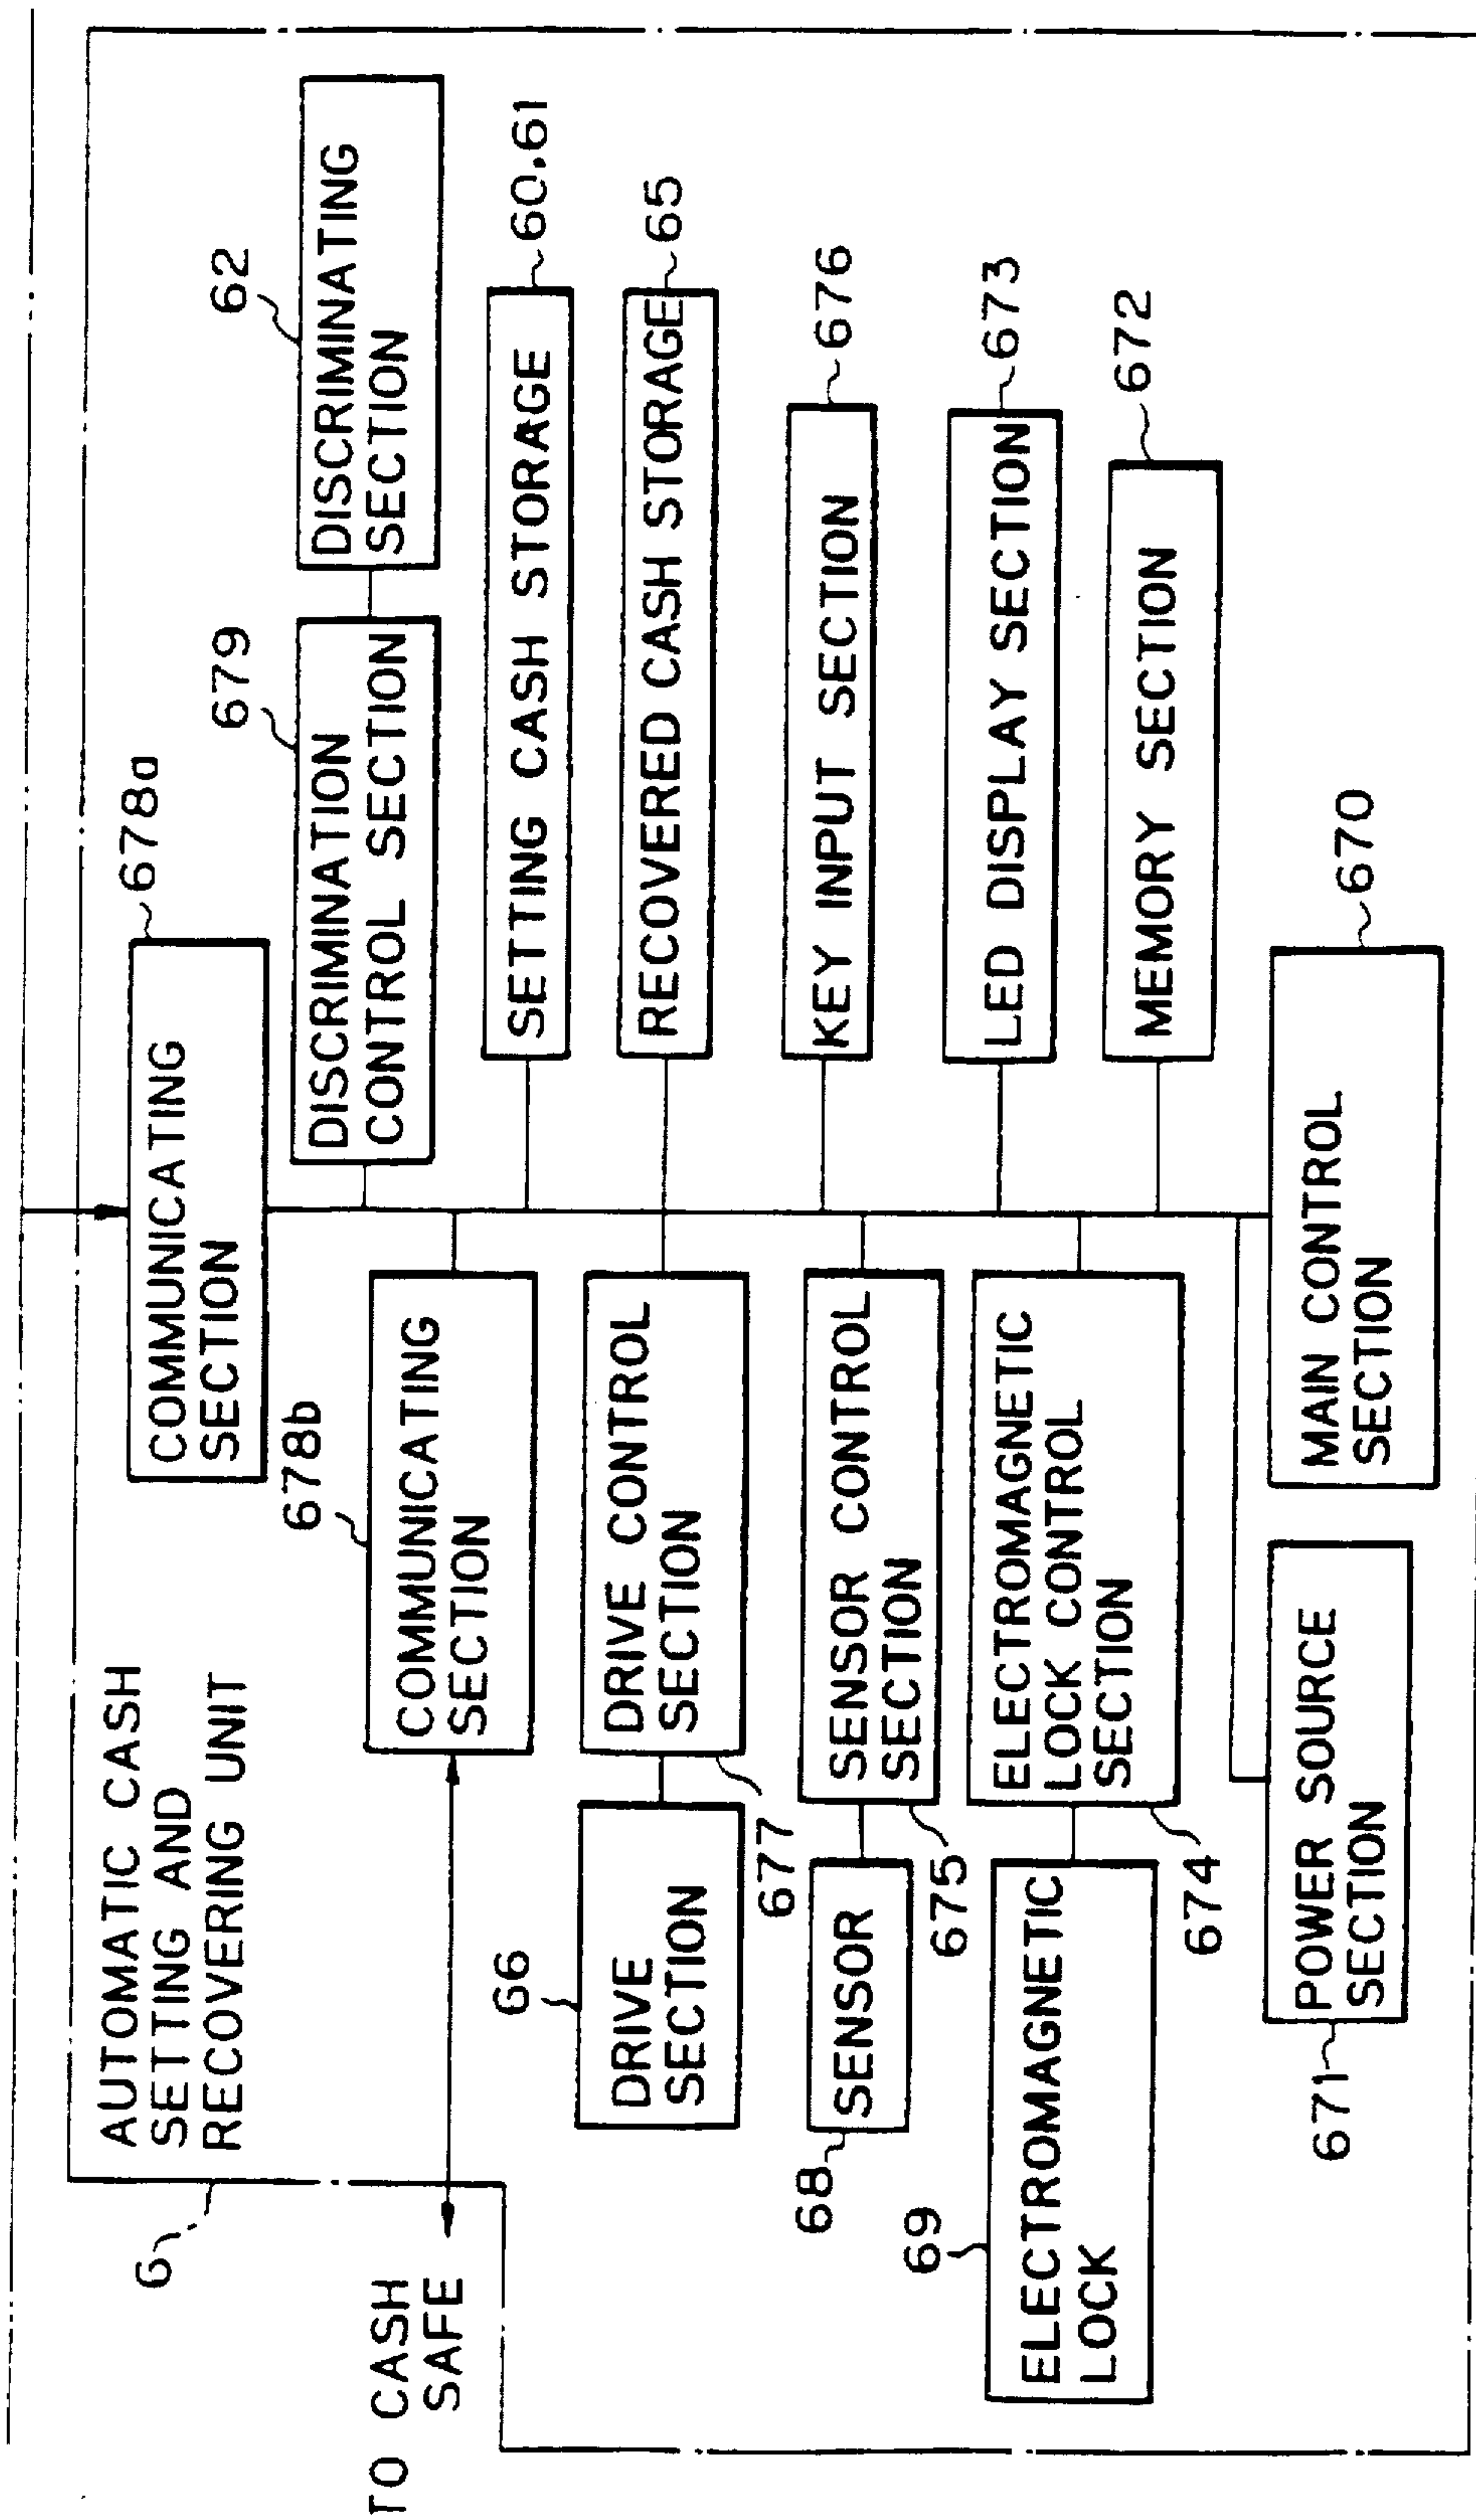 AUTOMATIC CASH
SETTING AND
RECOVERING UNIT
6
TO CASH
SAFE
COMMUNICATING
SECTION
678a
678b
COMMUNICATING
SECTION
679
DISCRIMINATION
CONTROL SECTION
62
DISCRIMINATING
SECTION
SETTING CASH STORAGE
60.61
66
DRIVE
SECTION
DRIVE CONTROL
SECTION
677
RECOVERED CASH STORAGE
65
68
SENSOR
SENSOR CONTROL
SECTION
675
KEY INPUT SECTION
676
69
ELECTROMAGNETIC
LOCK
ELECTROMAGNETIC
LOCK CONTROL
SECTION
674
LED DISPLAY SECTION
673
MEMORY SECTION
672
671
POWER SOURCE
SECTION
MAIN CONTROL
SECTION
670